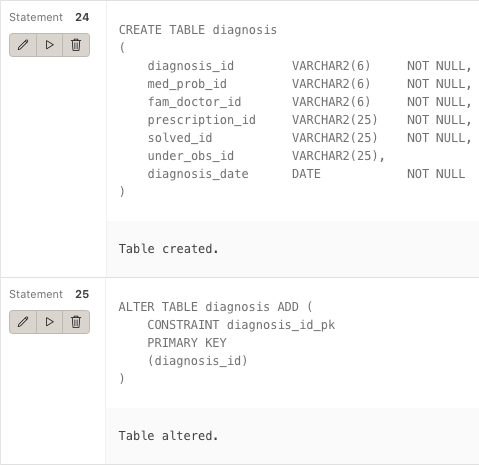 Statement 24
CREATE TABLE diagnosis
(
    diagnosis_id        VARCHAR2(6)     NOT NULL,
    med_prob_id         VARCHAR2(6)     NOT NULL,
    fam_doctor_id       VARCHAR2(6)     NOT NULL,
    prescription_id     VARCHAR2(25)    NOT NULL,
    solved_id           VARCHAR2(25)    NOT NULL,
    under_obs_id        VARCHAR2(25),
    diagnosis_date      DATE            NOT NULL
)
Table created.
Statement 25
ALTER TABLE diagnosis ADD (
    CONSTRAINT diagnosis_id_pk
    PRIMARY KEY
    (diagnosis_id)
)
Table altered.